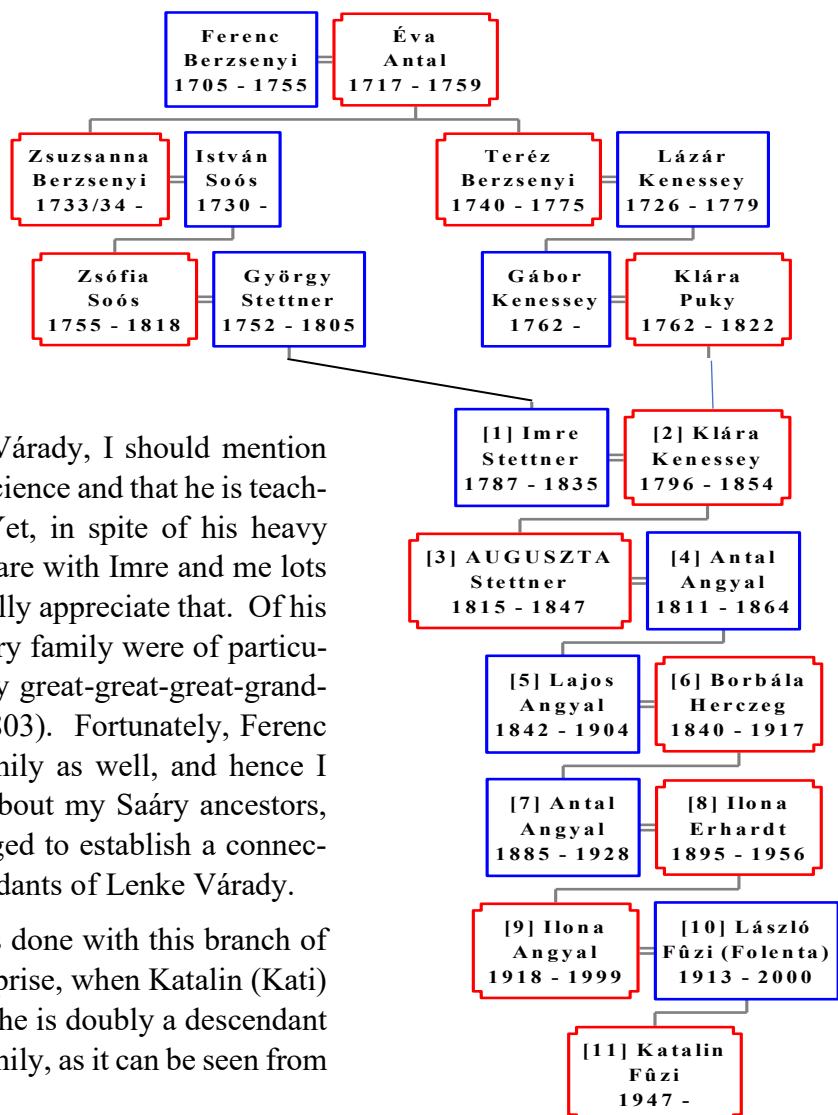 Ferenc
Berzsenyi
1705 - 1755
Éva
Antal
1717 - 1759
Zsuzsanna
Berzsenyi
1733/34 -
István
Soós
1730 -
Teréz
Berzsenyi
1740 - 1775
Lázár
Kenessey
1726 - 1779
Zsófia
Soós
1755 - 1818
György
Stettner
1752 - 1805
Gábor
Kenessey
1762 -
Klára
Puky
1762 - 1822
[1] Imre
Stettner
1787 - 1835
[2] Klára
Kenessey
1796 - 1854
[3] AUGUSZTA
Stettner
1815 - 1847
[4] Antal
Angyal
1811 - 1864
[5] Lajos
Angyal
1842 - 1904
[6] Borbála
Herczeg
1840 - 1917
[7] Antal
Angyal
1885 - 1928
[8] Ilona
Erhardt
1895 - 1956
[9] Ilona
Angyal
1918 - 1999
[10] László
Fûzi (Folenta)
1913 - 2000
[11] Katalin
Fûzi
1947 -
Várady, I should mention
cience and that he is teach-
Yet, in spite of his heavy
are with Imre and me lots
lly appreciate that. Of his
ry family were of particu-
y great-great-great-grand-
803). Fortunately, Ferenc
mily as well, and hence I
bout my Saáry ancestors,
ged to establish a connec-
dants of Lenke Várady.
s done with this branch of
prise, when Katalin (Kati)
he is doubly a descendant
mily, as it can be seen from